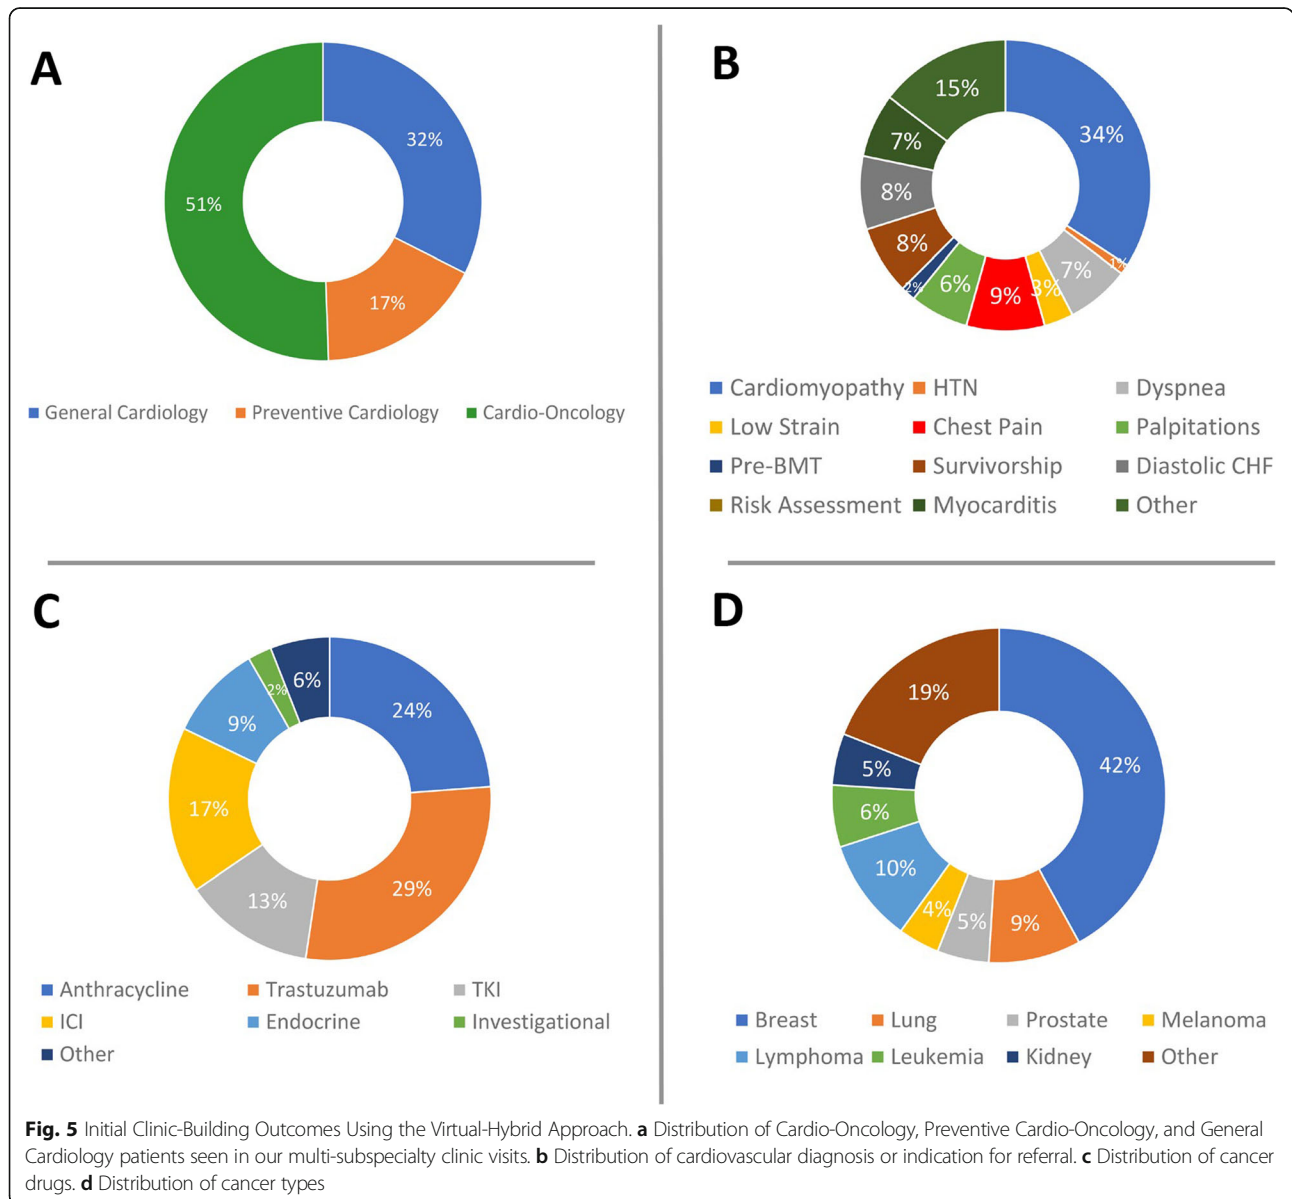 A
32%
51%
17%
General Cardiology Preventive Cardiology Cardio-Oncology
B
15%
34%
7%
8%
8%
7%
1%
2%
6%
3%
9%
Cardiomyopathy HTN Dyspnea
Low Strain Chest Pain Palpitations
Pre-BMT Survivorship Diastolic CHF
Risk Assessment Myocarditis Other
C
2%
6%
24%
9%
17%
13%
29%
Anthracycline Trastuzumab TKI
ICI Endocrine Investigational
Other
D
19%
42%
5%
6%
10%
4%
5%
9%
Breast Lung Prostate Melanoma
Lymphoma Leukemia Kidney Other
Fig. 5 Initial Clinic-Building Outcomes Using the Virtual-Hybrid Approach. a Distribution of Cardio-Oncology, Preventive Cardio-Oncology, and General
Cardiology patients seen in our multi-subspecialty clinic visits. b Distribution of cardiovascular diagnosis or indication for referral. c Distribution of cancer
drugs. d Distribution of cancer types